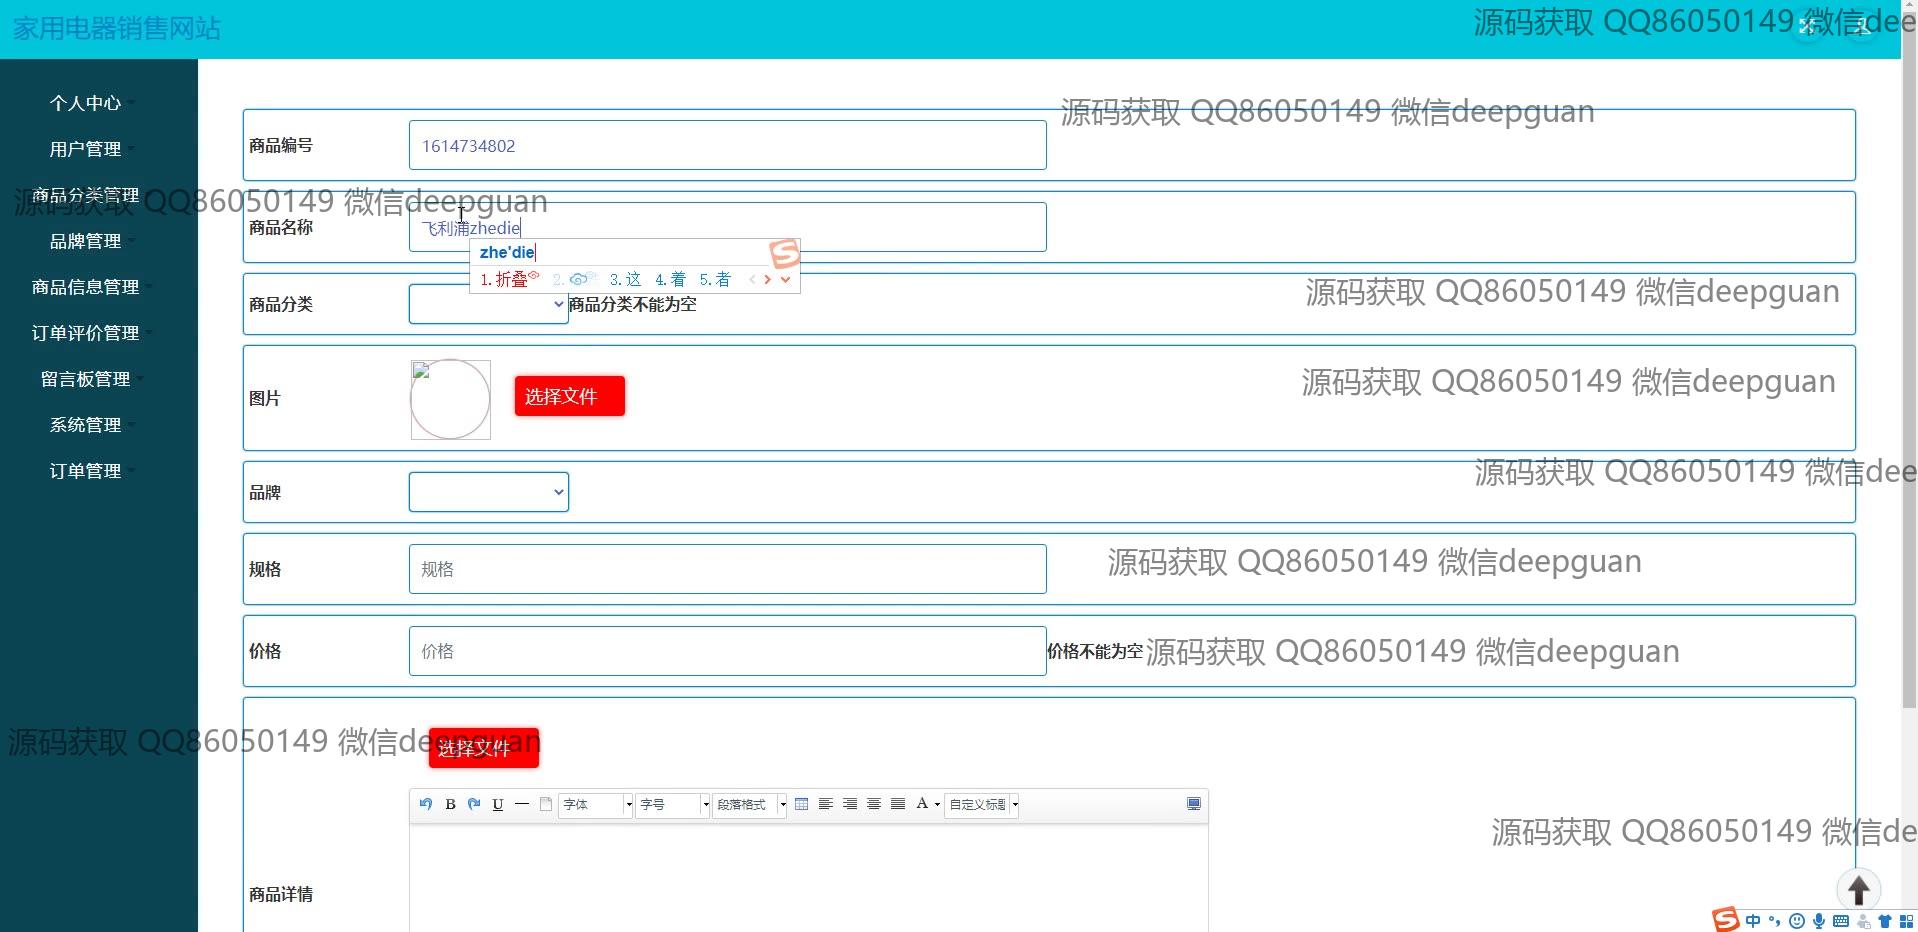 家用电器销售网站
源码获取 QQ86050149 微信dee
个人中心
用户管理
商品分类管理
品牌管理
商品信息管理
订单评价管理
留言板管理
系统管理
订单管理
源码获取 QQ86050149 微信deepguan
商品编号
1614734802
源码获取 QQ86050149 微信deepguan
商品名称
飞利浦zhedie
zhe'die
1.折叠 2. 3.这 4.着 5.者
商品分类
商品分类不能为空
源码获取 QQ86050149 微信deepguan
图片
选择文件
源码获取 QQ86050149 微信deepguan
品牌
源码获取 QQ86050149 微信dee
规格
规格
源码获取 QQ86050149 微信deepguan
价格
价格
价格不能为空
源码获取 QQ86050149 微信deepguan
源码获取 QQ86050149 微信deepguan
选择文件
B U 字体 字号 段落格式 A 自定义标题
源码获取 QQ86050149 微信de
商品详情
中